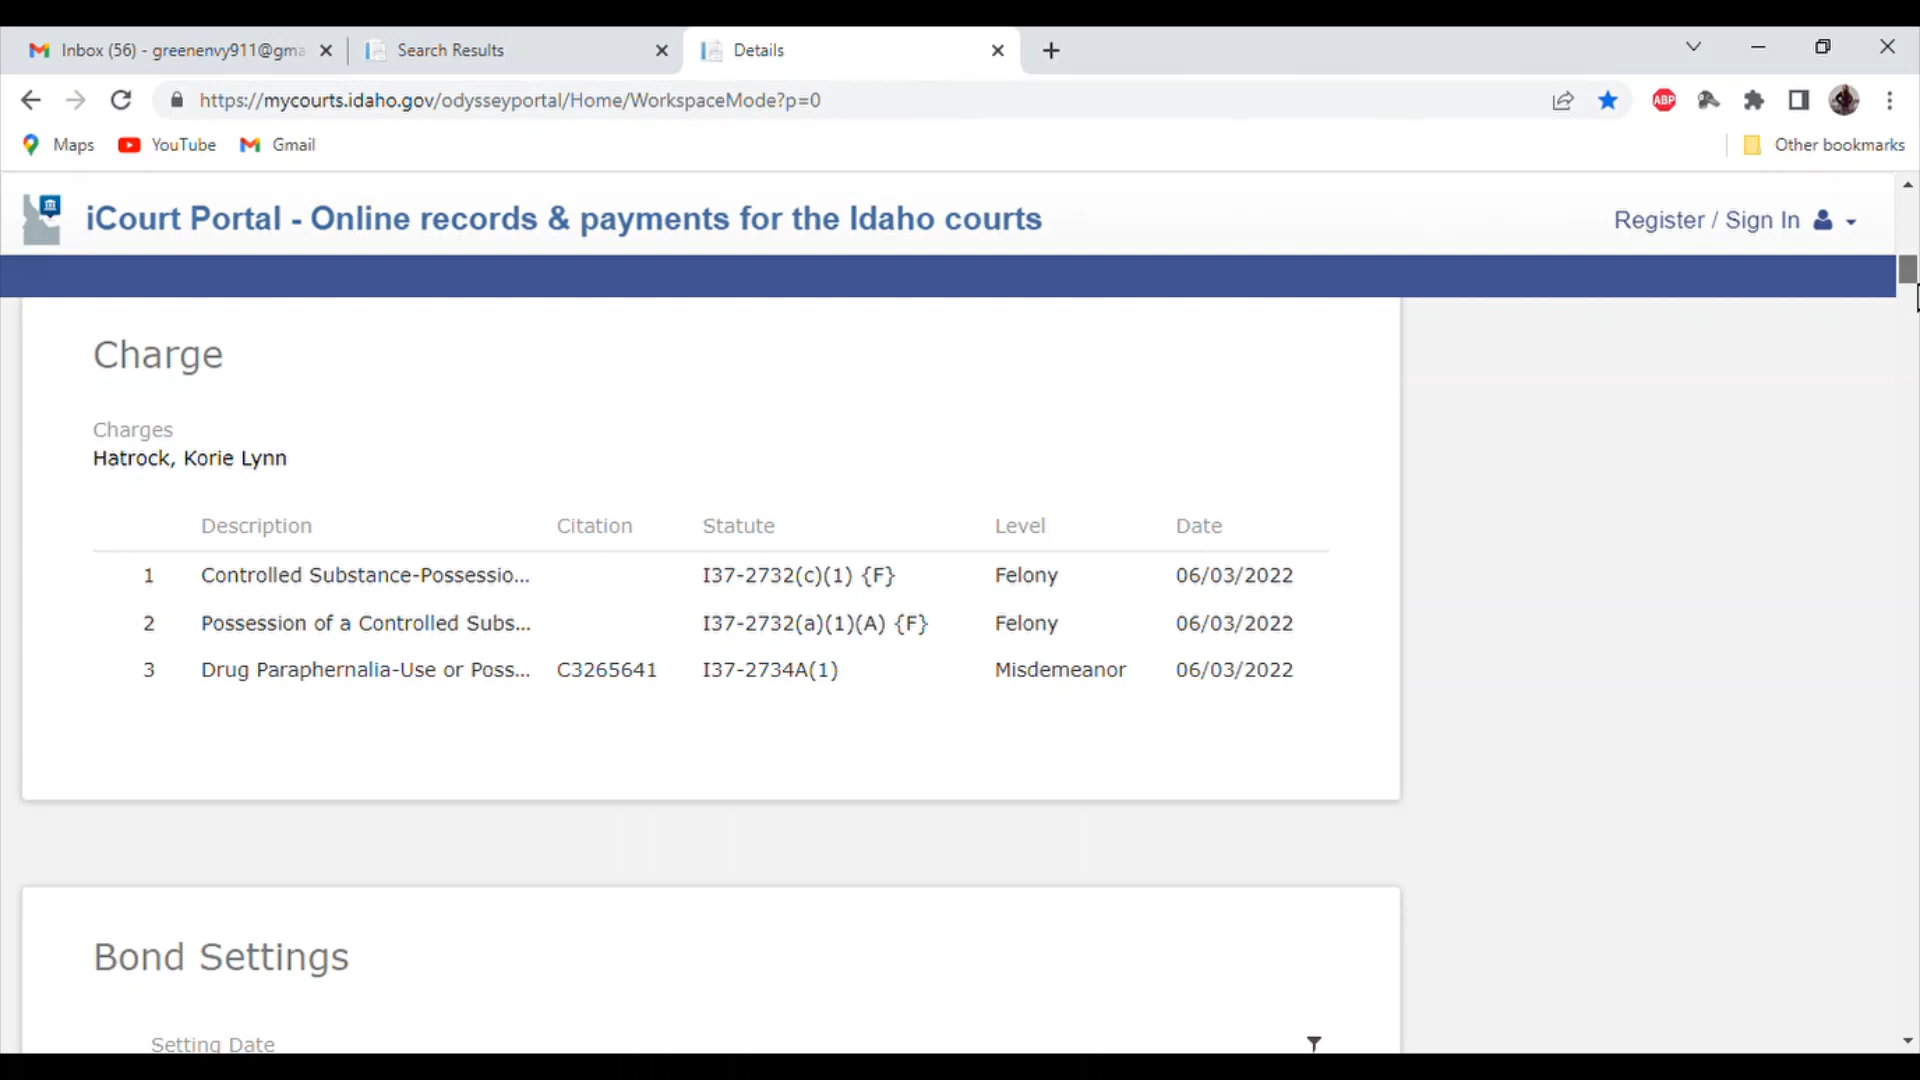 Inbox (56) - greenenvy911@gma
Search Results
Details
https://mycourts.idaho.gov/odysseyportal/Home/WorkspaceMode?p=0
ABP
Maps
YouTube
Gmail
Other bookmarks
iCourt Portal - Online records & payments for the Idaho courts
Register / Sign In
Charge
Charges
Hatrock, Korie Lynn
Description Citation Statute Level Date
1 Controlled Substance-Possessio... I37-2732(c)(1) {F} Felony 06/03/2022
2 Possession of a Controlled Subs... I37-2732(a)(1)(A) {F} Felony 06/03/2022
3 Drug Paraphernalia-Use or Poss... C3265641 I37-2734A(1) Misdemeanor 06/03/2022
Bond Settings
Setting Date